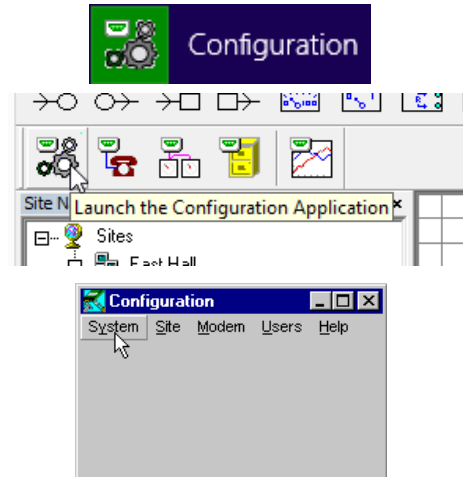 Configuration
Launch the Configuration Application
Site N
Sites
East Hall
Configuration
System Site Modem Users Help